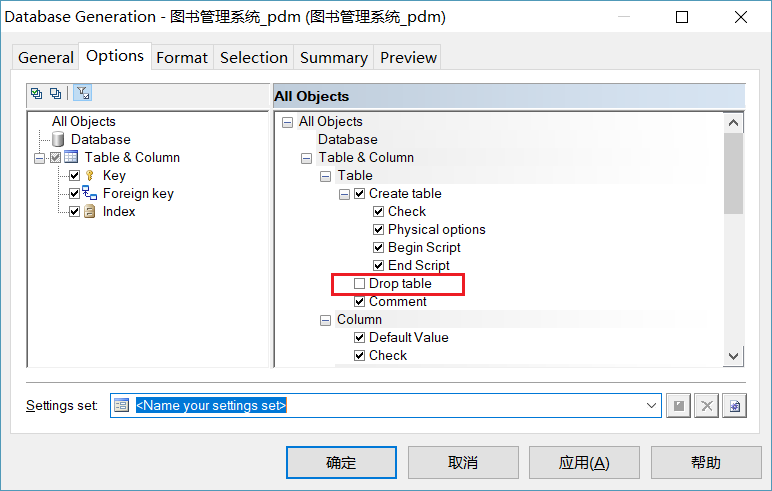 Database Generation - 图书管理系统_pdm (图书管理系统_pdm)
General Options Format Selection Summary Preview
All Objects
Database
Table & Column
Key
Foreign key
Index
All Objects
All Objects
Database
Table & Column
Table
Create table
Check
Physical options
Begin Script
End Script
Drop table
Comment
Column
Default Value
Check
Settings set: <Name your settings set>
确定 取消 应用(A) 帮助